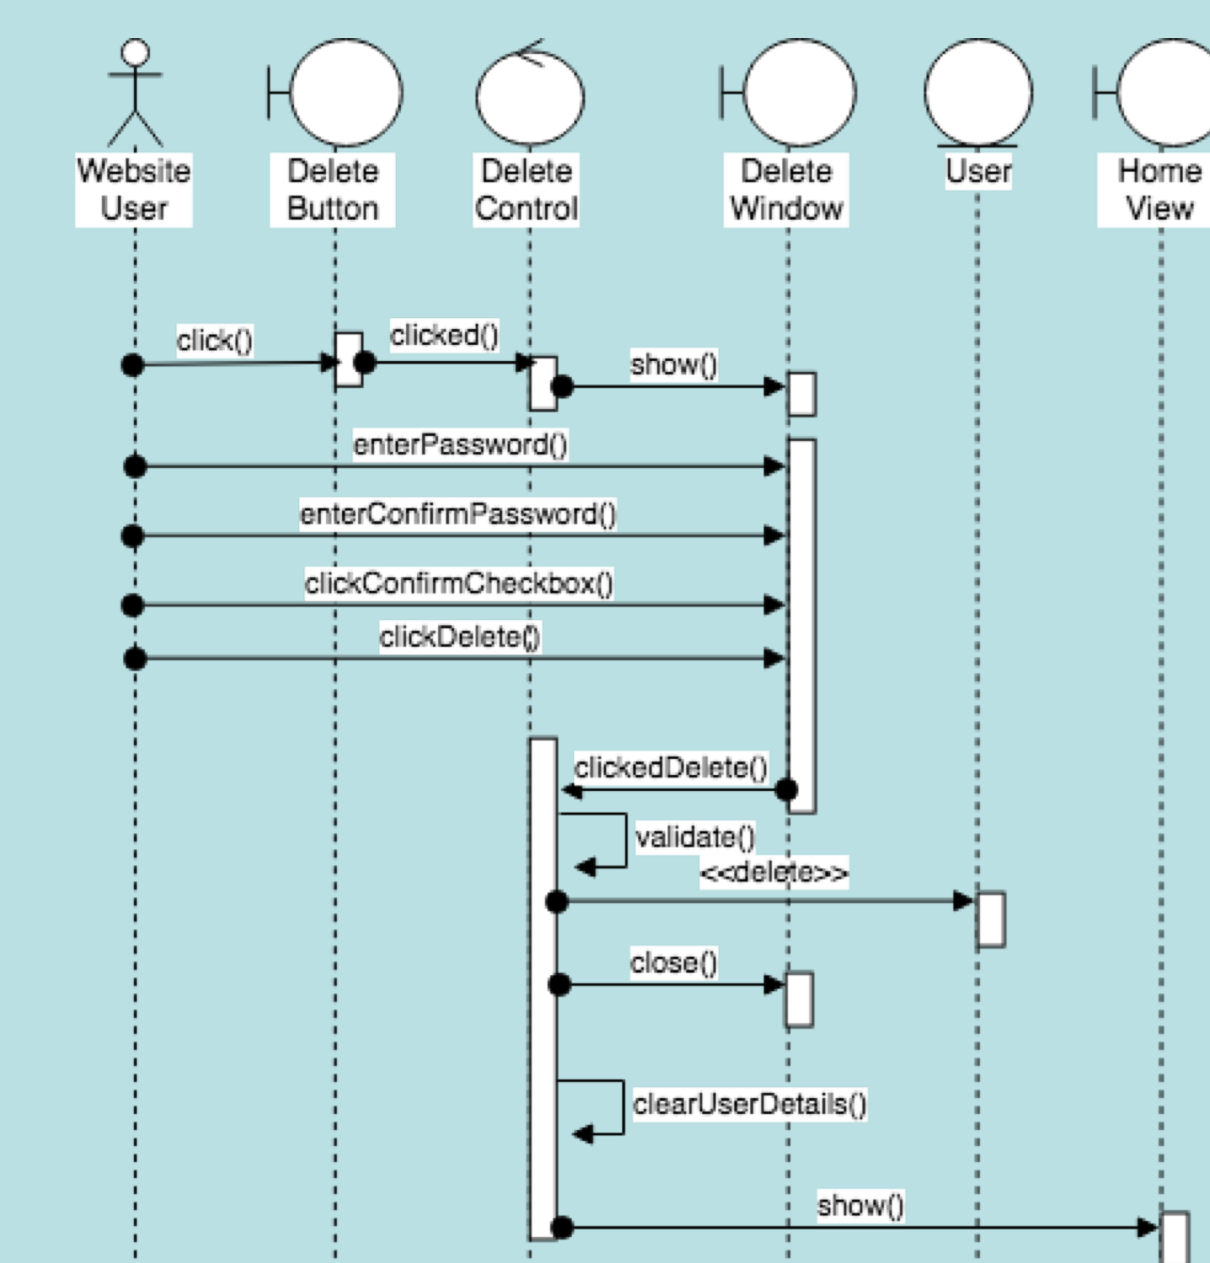 Website
User
Delete
Button
Delete
Control
Delete
Window
User
Home
View
click()
clicked()
show()
enterPassword()
enterConfirmPassword()
clickConfirmCheckbox()
clickDelete()
clickedDelete()
validate()
<<delete>>
close()
clearUserDetails()
show()